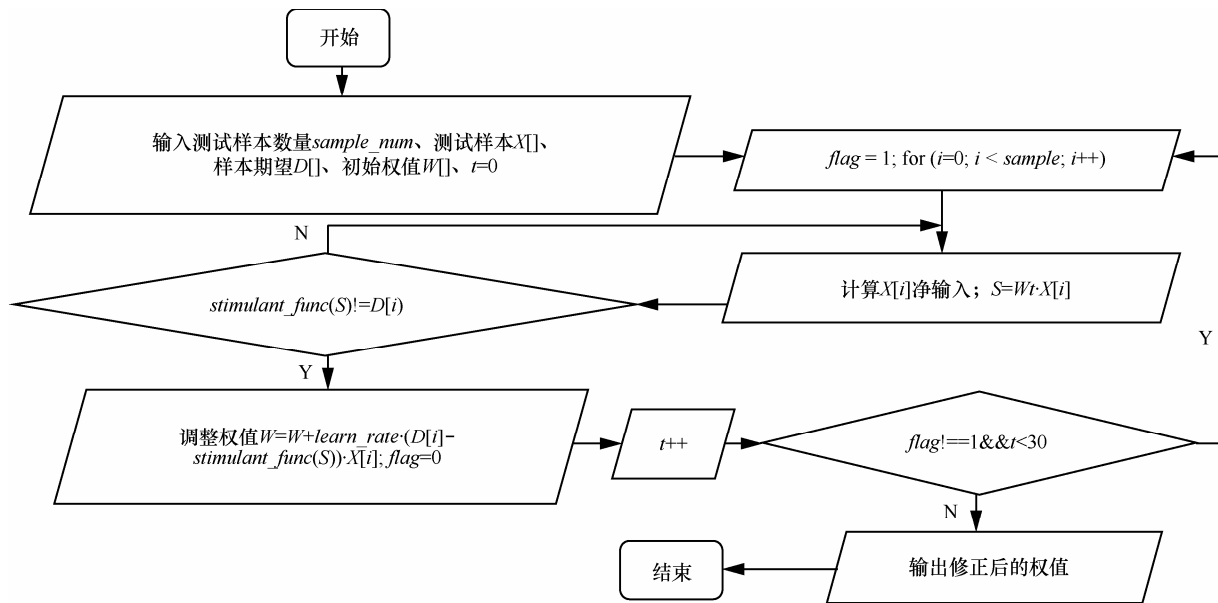 开始
输入测试样本数量sample_num、测试样本X[]、
样本期望D[]、初始权值W[]、t=0
flag = 1; for (i=0; i < sample; i++)
N
stimulant_func(S)!=D[i]
计算X[i]净输入；S=Wt·X[i]
Y
Y
调整权值W=W+learn_rate·(D[i]−
stimulant_func(S))·X[i]; flag=0
t++
flag!==1&&t<30
N
输出修正后的权值
结束